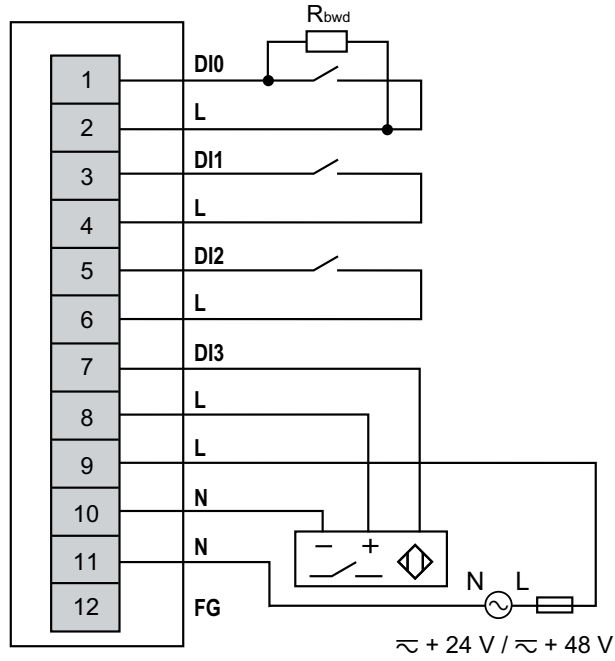 Rbwd
1 DI0
2 L
3 DI1
4 L
5 DI2
6 L
7 DI3
8 L
9 L
10 N
11 N
12 FG
− +
N L
⏦ + 24 V / ⏦ + 48 V